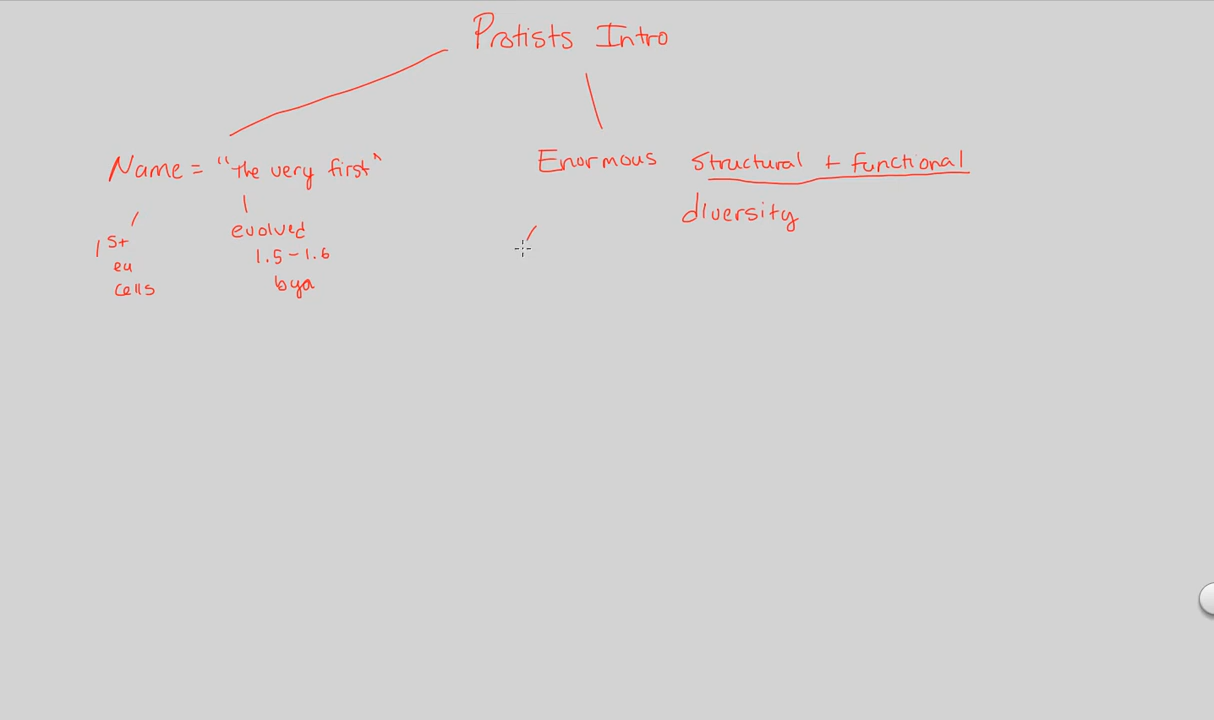 Protists Intro
Name = "The very first"
1st
eu
cells
evolved
1.5-1.6
bya
Enormous structural + functional
diversity